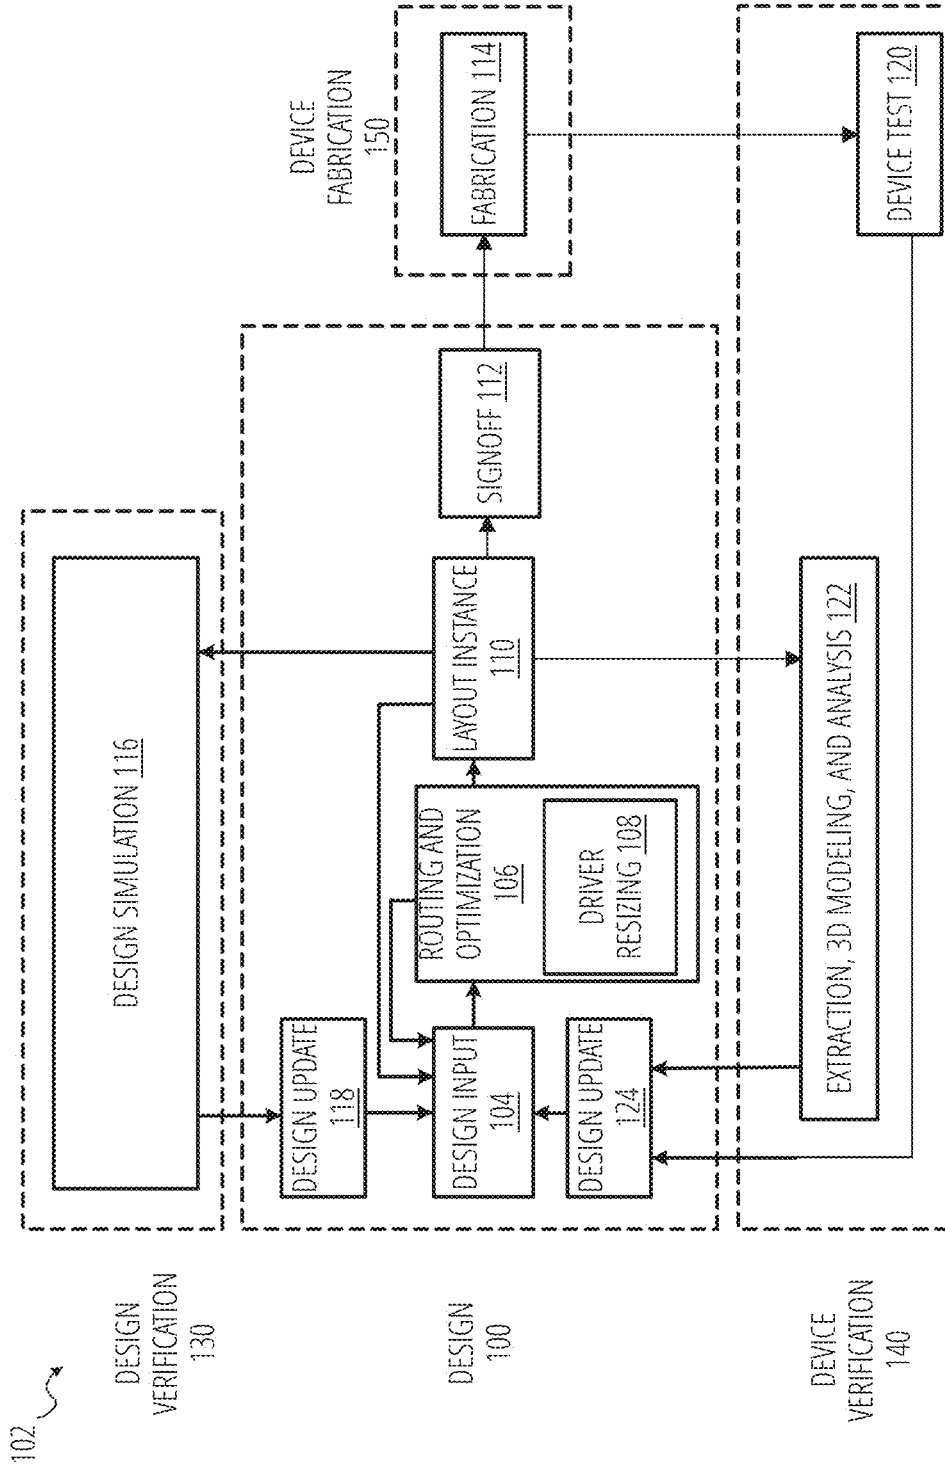 102
DESIGN
VERIFICATION
130
DESIGN SIMULATION 116
DESIGN
100
DESIGN UPDATE
118
DESIGN INPUT
104
DESIGN UPDATE
124
ROUTING AND
OPTIMIZATION
106
DRIVER
RESIZING 108
LAYOUT INSTANCE
110
SIGNOFF 112
DEVICE
FABRICATION
150
FABRICATION 114
DEVICE
VERIFICATION
140
EXTRACTION, 3D MODELING, AND ANALYSIS 122
DEVICE TEST 120